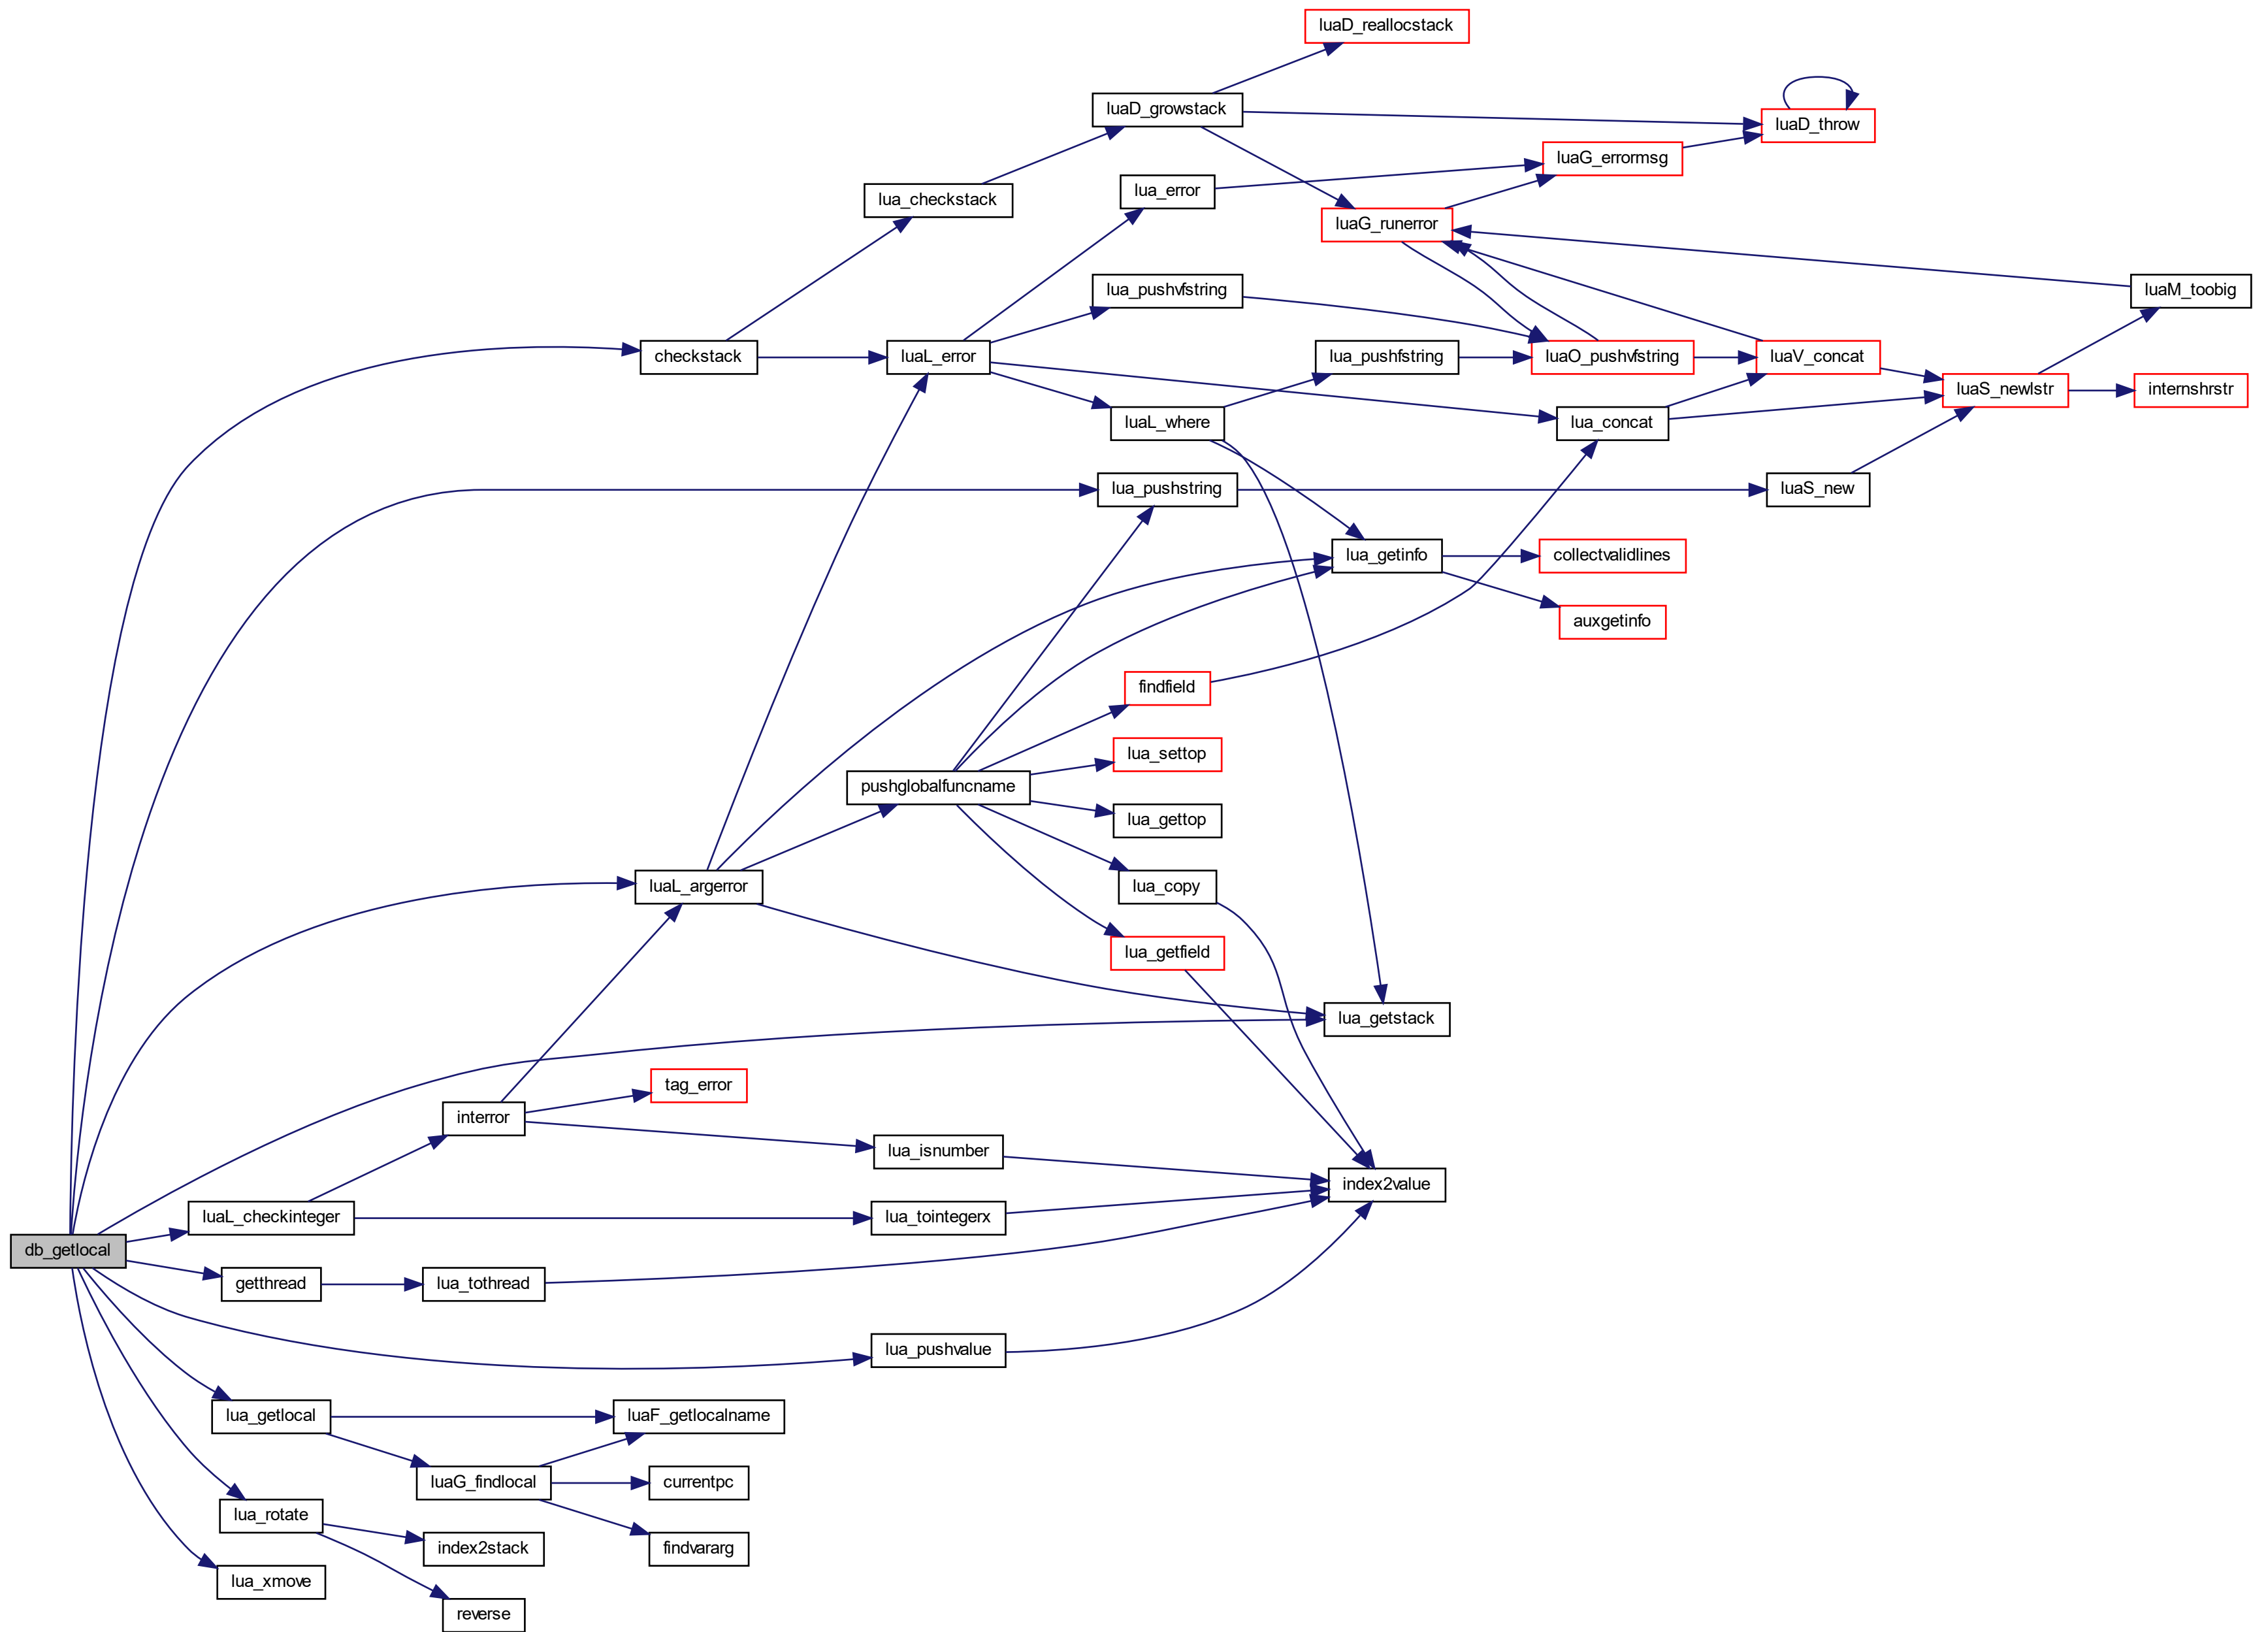 luaD_reallocstack
luaD_growstack
luaD_throw
luaG_errormsg
lua_error
lua_checkstack
luaG_runerror
lua_pushvfstring
luaM_toobig
checkstack
luaL_error
lua_pushfstring
luaO_pushvfstring
luaV_concat
luaS_newlstr
internshrstr
luaL_where
lua_concat
lua_pushstring
luaS_new
lua_getinfo
collectvalidlines
auxgetinfo
findfield
lua_settop
pushglobalfuncname
lua_gettop
luaL_argerror
lua_copy
lua_getfield
lua_getstack
tag_error
interror
lua_isnumber
index2value
luaL_checkinteger
lua_tointegerx
db_getlocal
getthread
lua_tothread
lua_pushvalue
lua_getlocal
luaF_getlocalname
luaG_findlocal
currentpc
lua_rotate
index2stack
findvararg
lua_xmove
reverse